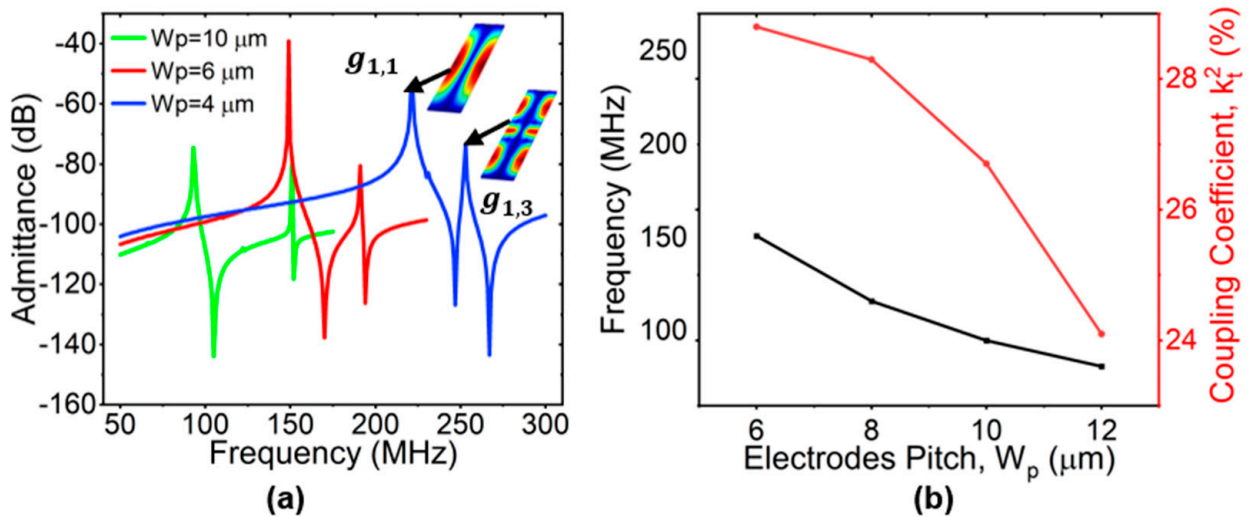 Wp=10 μm
Wp=6 μm
Wp=4 μm
g1,1
g1,3
Admittance (dB)
-40
-60
-80
-100
-120
-140
-160
50 100 150 200 250 300
Frequency (MHz)
(a)
Frequency (MHz)
250
200
150
100
6 8 10 12
Electrodes Pitch, Wp (μm)
28
26
24
Coupling Coefficient, kt2 (%)
(b)